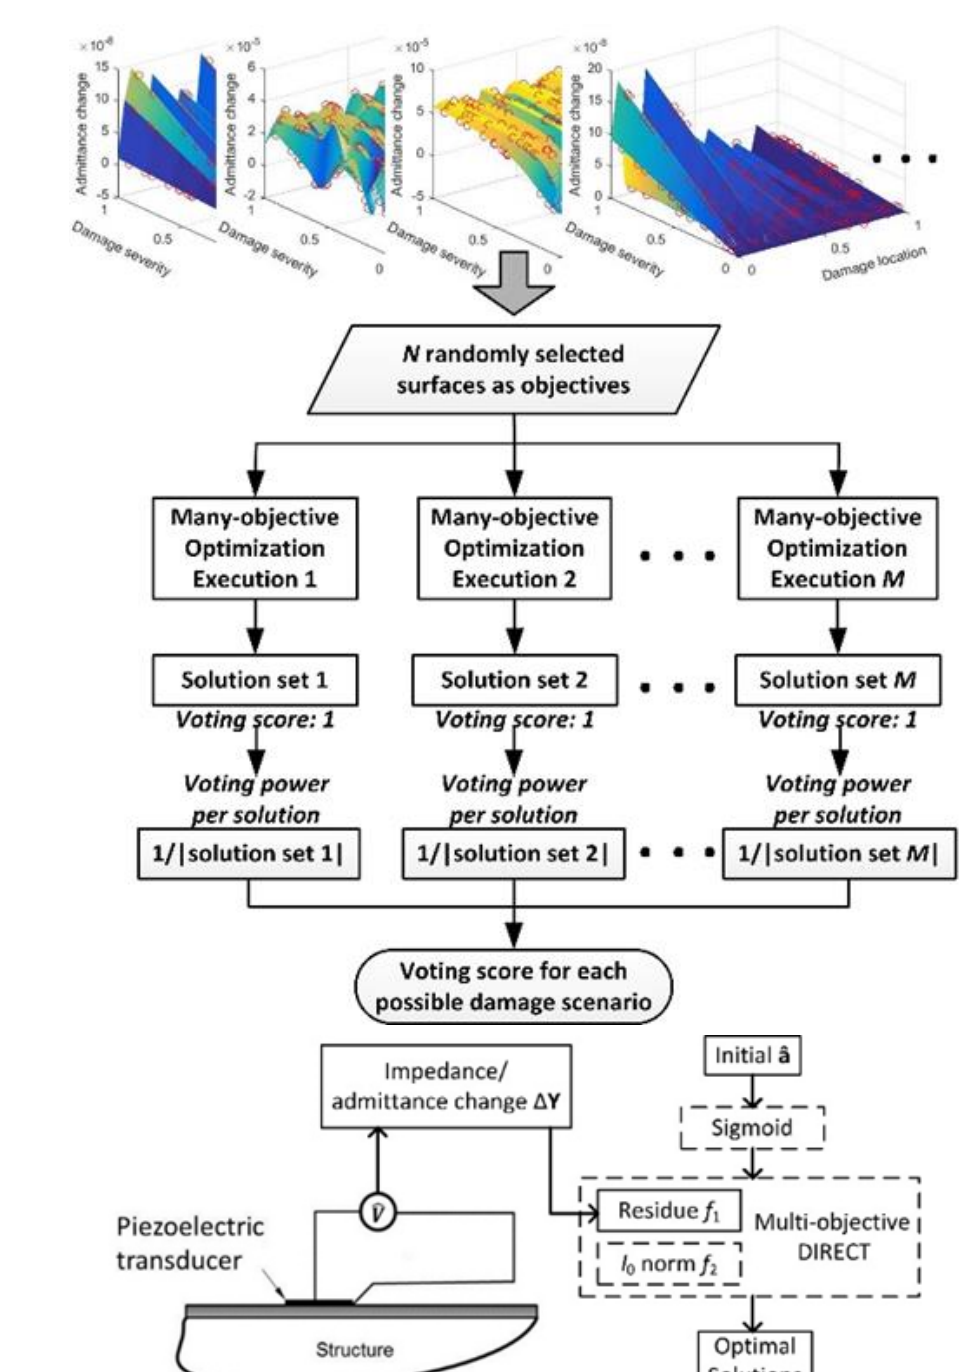 ×10⁻⁶
15
10
5
0
-5
1
0.5
Admittance change
Damage severity
×10⁻⁵
6
4
2
0
-2
1
0.5
0
Admittance change
Damage severity
×10⁻⁵
10
5
0
-5
1
0.5
0
Admittance change
Damage severity
20
15
10
5
0
1
0.5
0
0
0.5
1
Admittance change
Damage severity
Damage location
N randomly selected
surfaces as objectives
Many-objective
Optimization
Execution 1
Many-objective
Optimization
Execution 2
Many-objective
Optimization
Execution M
Solution set 1
Solution set 2
Solution set M
Voting score: 1
Voting score: 1
Voting score: 1
Voting power
per solution
Voting power
per solution
Voting power
per solution
1/|solution set 1|
1/|solution set 2|
1/|solution set M|
Voting score for each
possible damage scenario
Impedance/
admittance change ΔY
Initial â
Sigmoid
Residue f₁
Multi-objective
DIRECT
l₀ norm f₂
Piezoelectric
transducer
Ṽ
Structure
Optimal
Solutions